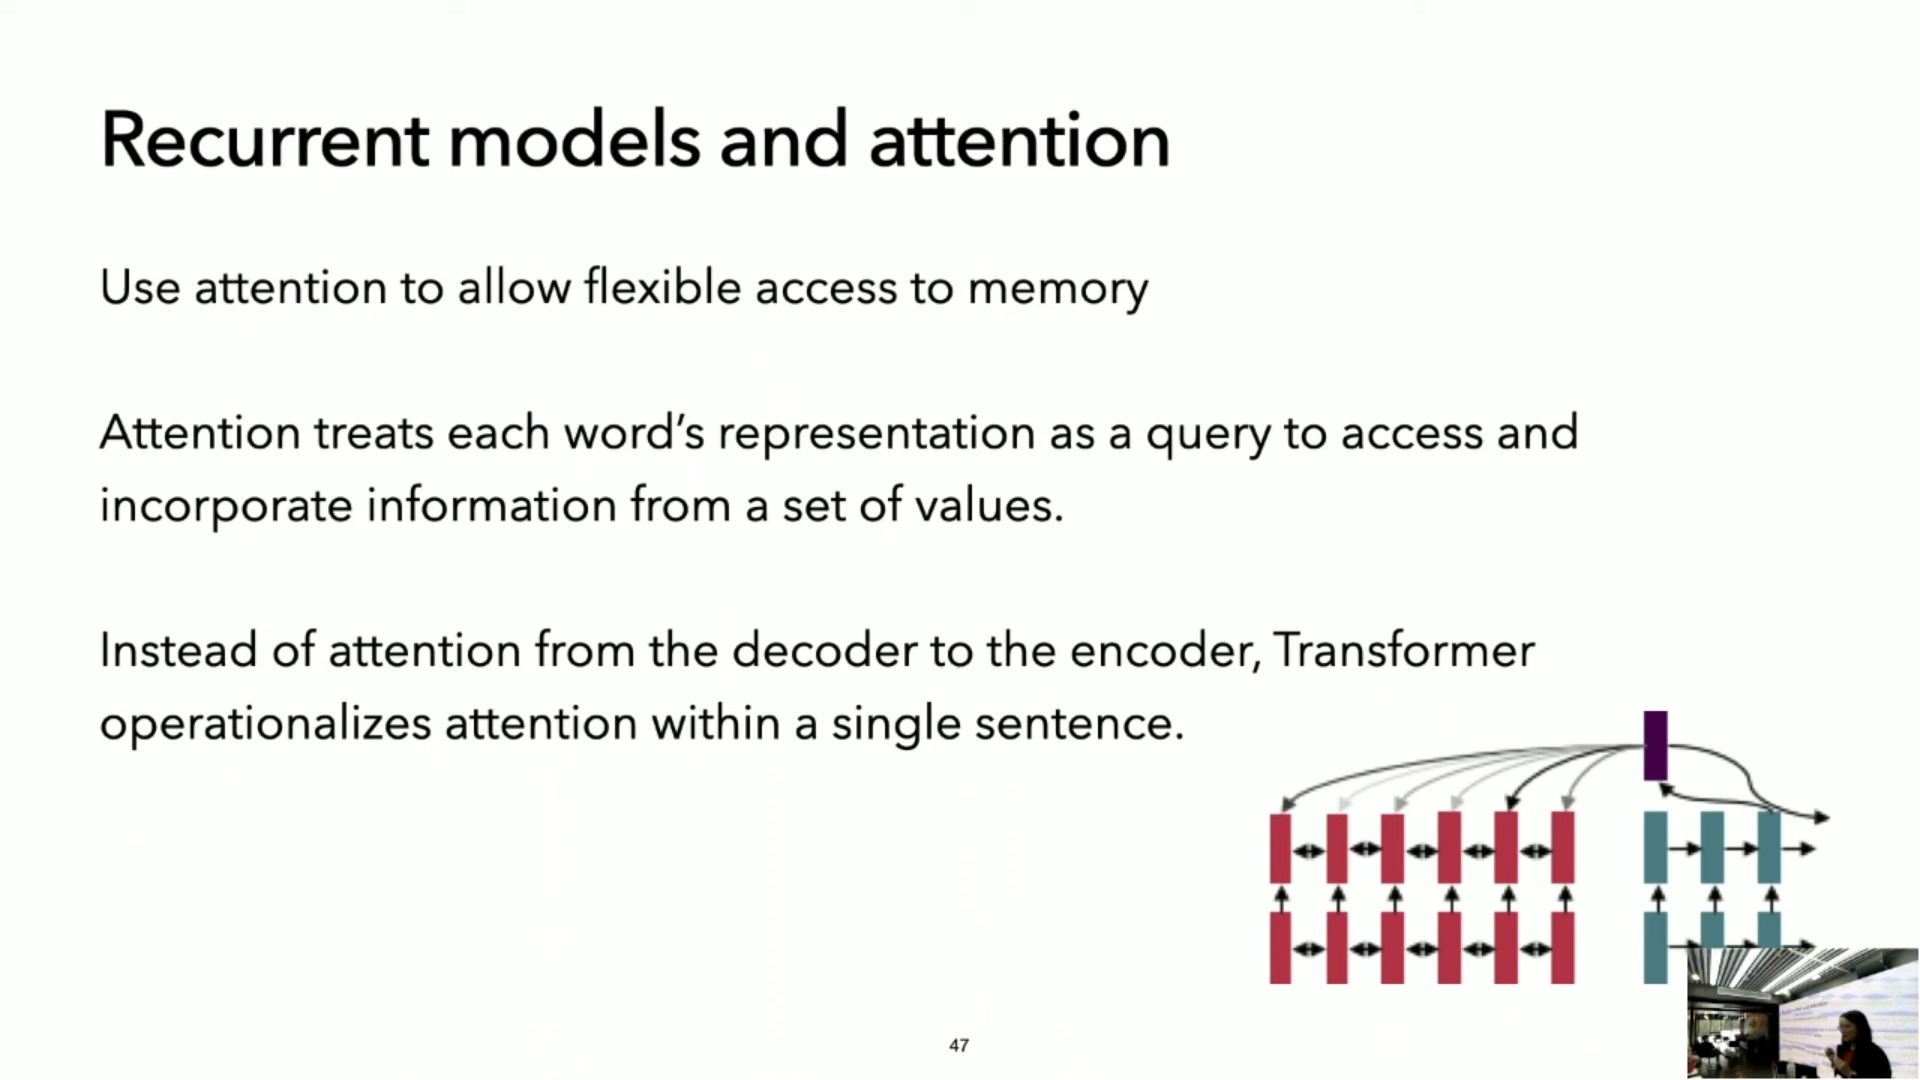 Recurrent models and attention
Use attention to allow flexible access to memory
Attention treats each word’s representation as a query to access and
incorporate information from a set of values.
Instead of attention from the decoder to the encoder, Transformer
operationalizes attention within a single sentence.
47